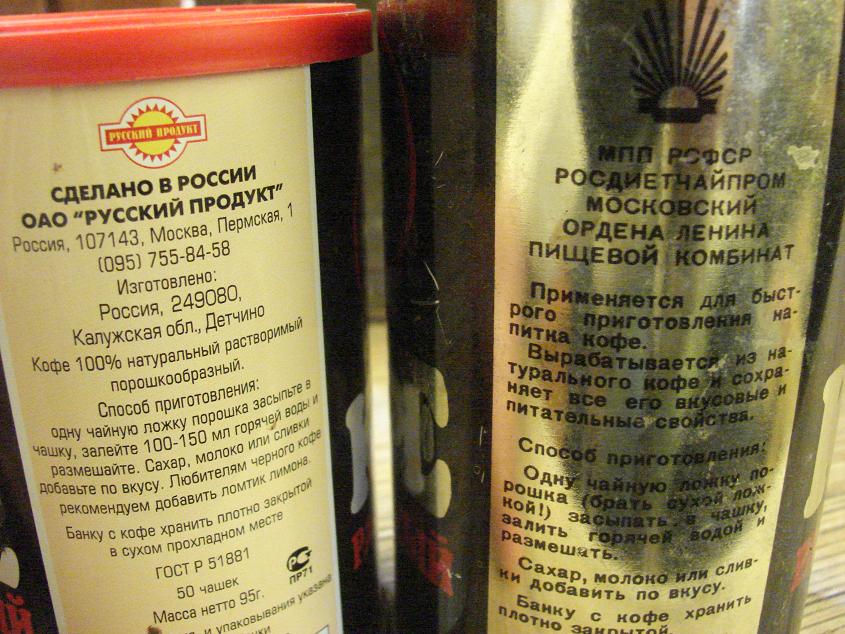 РУССКИЙ ПРОДУКТ
СДЕЛАНО В РОССИИ
ОАО “РУССКИЙ ПРОДУКТ”
Россия, 107143, Москва, Пермская, 1
(095) 755-84-58
Изготовлено:
Россия, 249080,
Калужская обл., Детчино
Кофе 100% натуральный растворимый
порошкообразный.
Способ приготовления:
одну чайную ложку порошка засыпьте в
чашку, залейте 100-150 мл горячей воды и
размешайте. Сахар, молоко или сливки
добавьте по вкусу. Любителям черного кофе
рекомендуем добавить ломтик лимона.
Банку с кофе хранить плотно закрытой
в сухом прохладном месте
ГОСТ Р 51881
ПР71
50 чашек
Масса нетто 95г.
и упаковывания указана
МПП РСФСР
РОСДИЕТЧАЙПРОМ
МОСКОВСКИЙ
ОРДЕНА ЛЕНИНА
ПИЩЕВОЙ КОМБИНАТ
Применяется для быст-
рого приготовления на-
питка кофе.
Вырабатывается из на-
турального кофе и сохра-
няет все его вкусовые и
питательные свойства.
Способ приготовления:
Одну чайную ложку по-
рошка (брать сухой лож-
кой!) засыпать в чашку,
залить горячей водой и
размешать.
Сахар, молоко или слив-
ки добавить по вкусу.
Банку с кофе хранить
плотно закрытой.